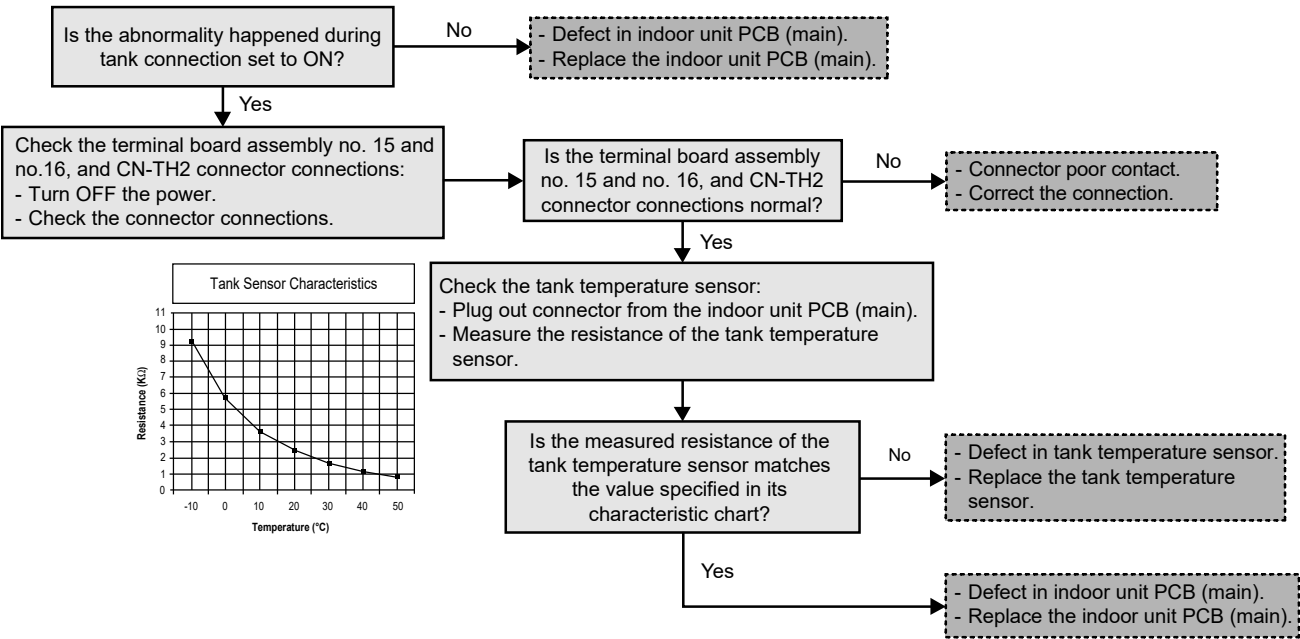 Is the abnormality happened during
tank connection set to ON?
No
- Defect in indoor unit PCB (main).
- Replace the indoor unit PCB (main).
Yes
Check the terminal board assembly no. 15 and
no.16, and CN-TH2 connector connections:
- Turn OFF the power.
- Check the connector connections.
Is the terminal board assembly
no. 15 and no. 16, and CN-TH2
connector connections normal?
No
- Connector poor contact.
- Correct the connection.
Yes
Check the tank temperature sensor:
- Plug out connector from the indoor unit PCB (main).
- Measure the resistance of the tank temperature
sensor.
Tank Sensor Characteristics
11
10
9
8
7
6
5
4
3
2
1
0
Resistance (KΩ)
-10 0 10 20 30 40 50
Temperature (°C)
Is the measured resistance of the
tank temperature sensor matches
the value specified in its
characteristic chart?
No
- Defect in tank temperature sensor.
- Replace the tank temperature
sensor.
Yes
- Defect in indoor unit PCB (main).
- Replace the indoor unit PCB (main).